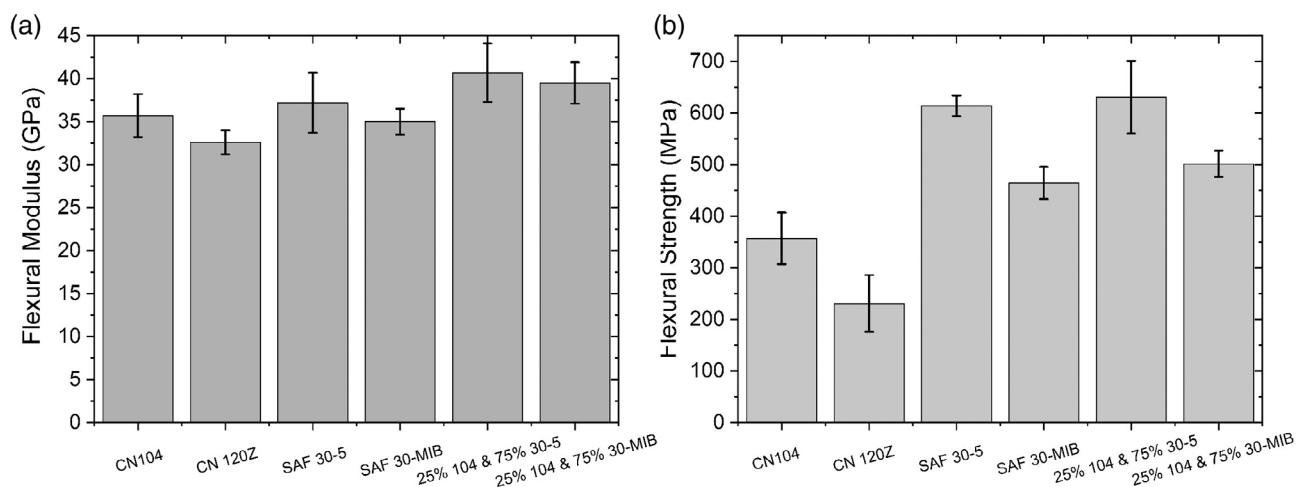 (a)
Flexural Modulus (GPa)
45
40
35
30
25
20
15
10
5
0
CN104
CN 120Z
SAF 30-5
SAF 30-MIB
25% 104 & 75% 30-5
25% 104 & 75% 30-MIB
(b)
Flexural Strength (MPa)
700
600
500
400
300
200
100
0
CN104
CN 120Z
SAF 30-5
SAF 30-MIB
25% 104 & 75% 30-5
25% 104 & 75% 30-MIB